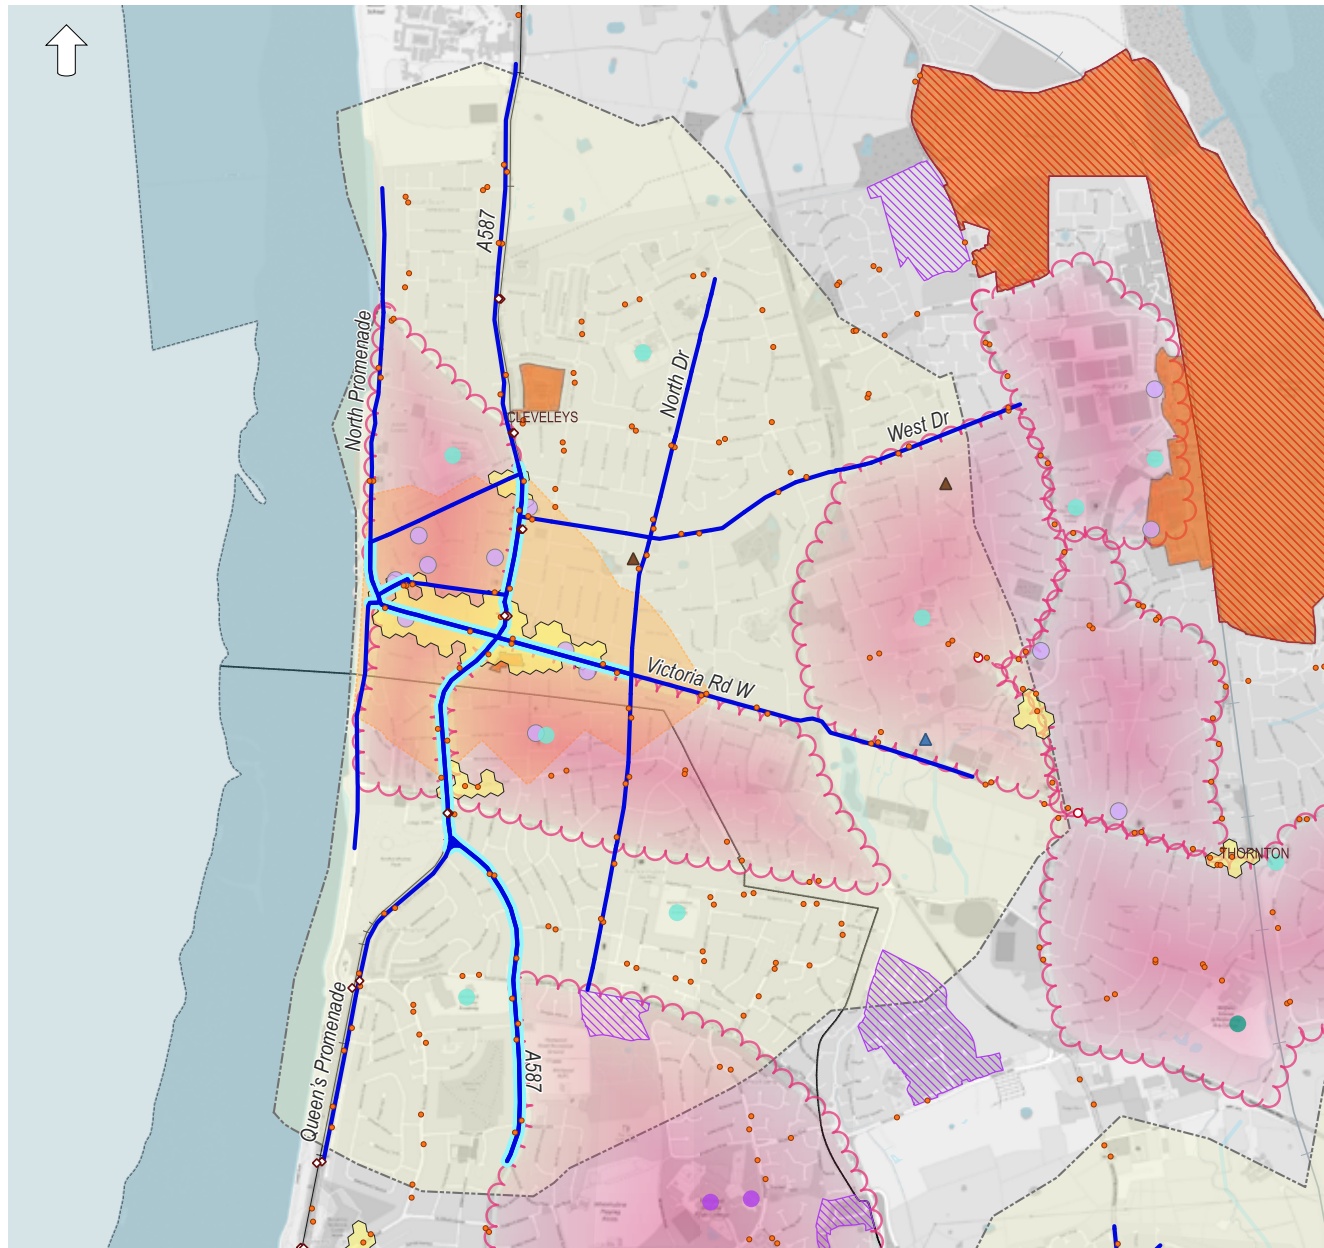 A587
North Promenade
North Dr
CLEVELEYS
West Dr
Victoria Rd W
THORNTON
Queen's Promenade
A587